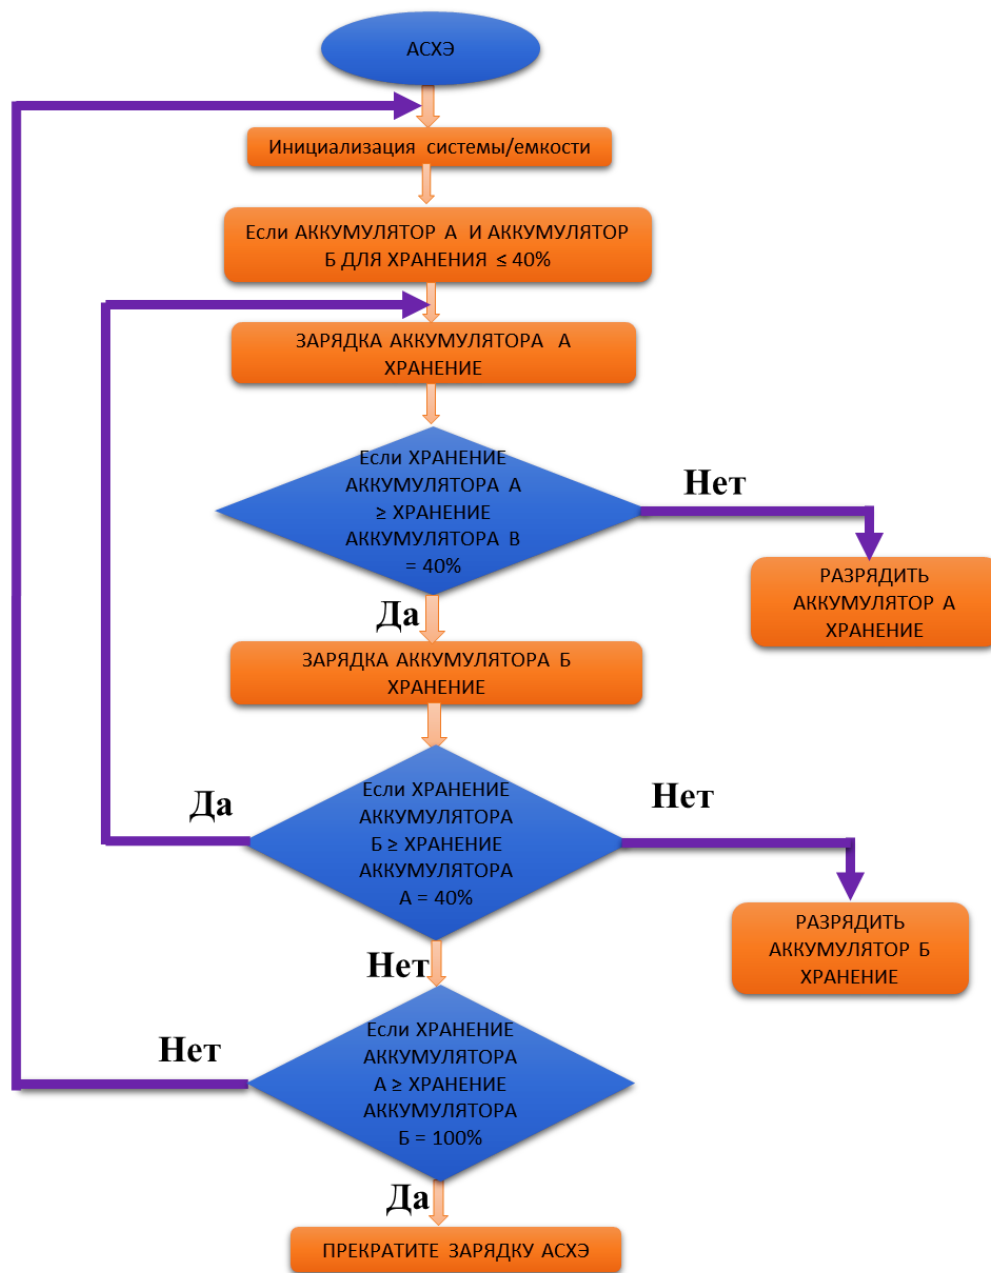 АСХЭ
Инициализация системы/емкости
Если АККУМУЛЯТОР А И АККУМУЛЯТОР
Б ДЛЯ ХРАНЕНИЯ ≤ 40%
ЗАРЯДКА АККУМУЛЯТОРА А
ХРАНЕНИЕ
Если ХРАНЕНИЕ
АККУМУЛЯТОРА А
≥ ХРАНЕНИЕ
АККУМУЛЯТОРА В
= 40%
Нет
РАЗРЯДИТЬ
АККУМУЛЯТОР А
ХРАНЕНИЕ
Да
ЗАРЯДКА АККУМУЛЯТОРА Б
ХРАНЕНИЕ
Если ХРАНЕНИЕ
АККУМУЛЯТОРА
Б ≥ ХРАНЕНИЕ
АККУМУЛЯТОРА
А = 40%
Да
Нет
РАЗРЯДИТЬ
АККУМУЛЯТОР Б
ХРАНЕНИЕ
Нет
Если ХРАНЕНИЕ
АККУМУЛЯТОРА
А ≥ ХРАНЕНИЕ
АККУМУЛЯТОРА
Б = 100%
Нет
Да
ПРЕКРАТИТЕ ЗАРЯДКУ АСХЭ